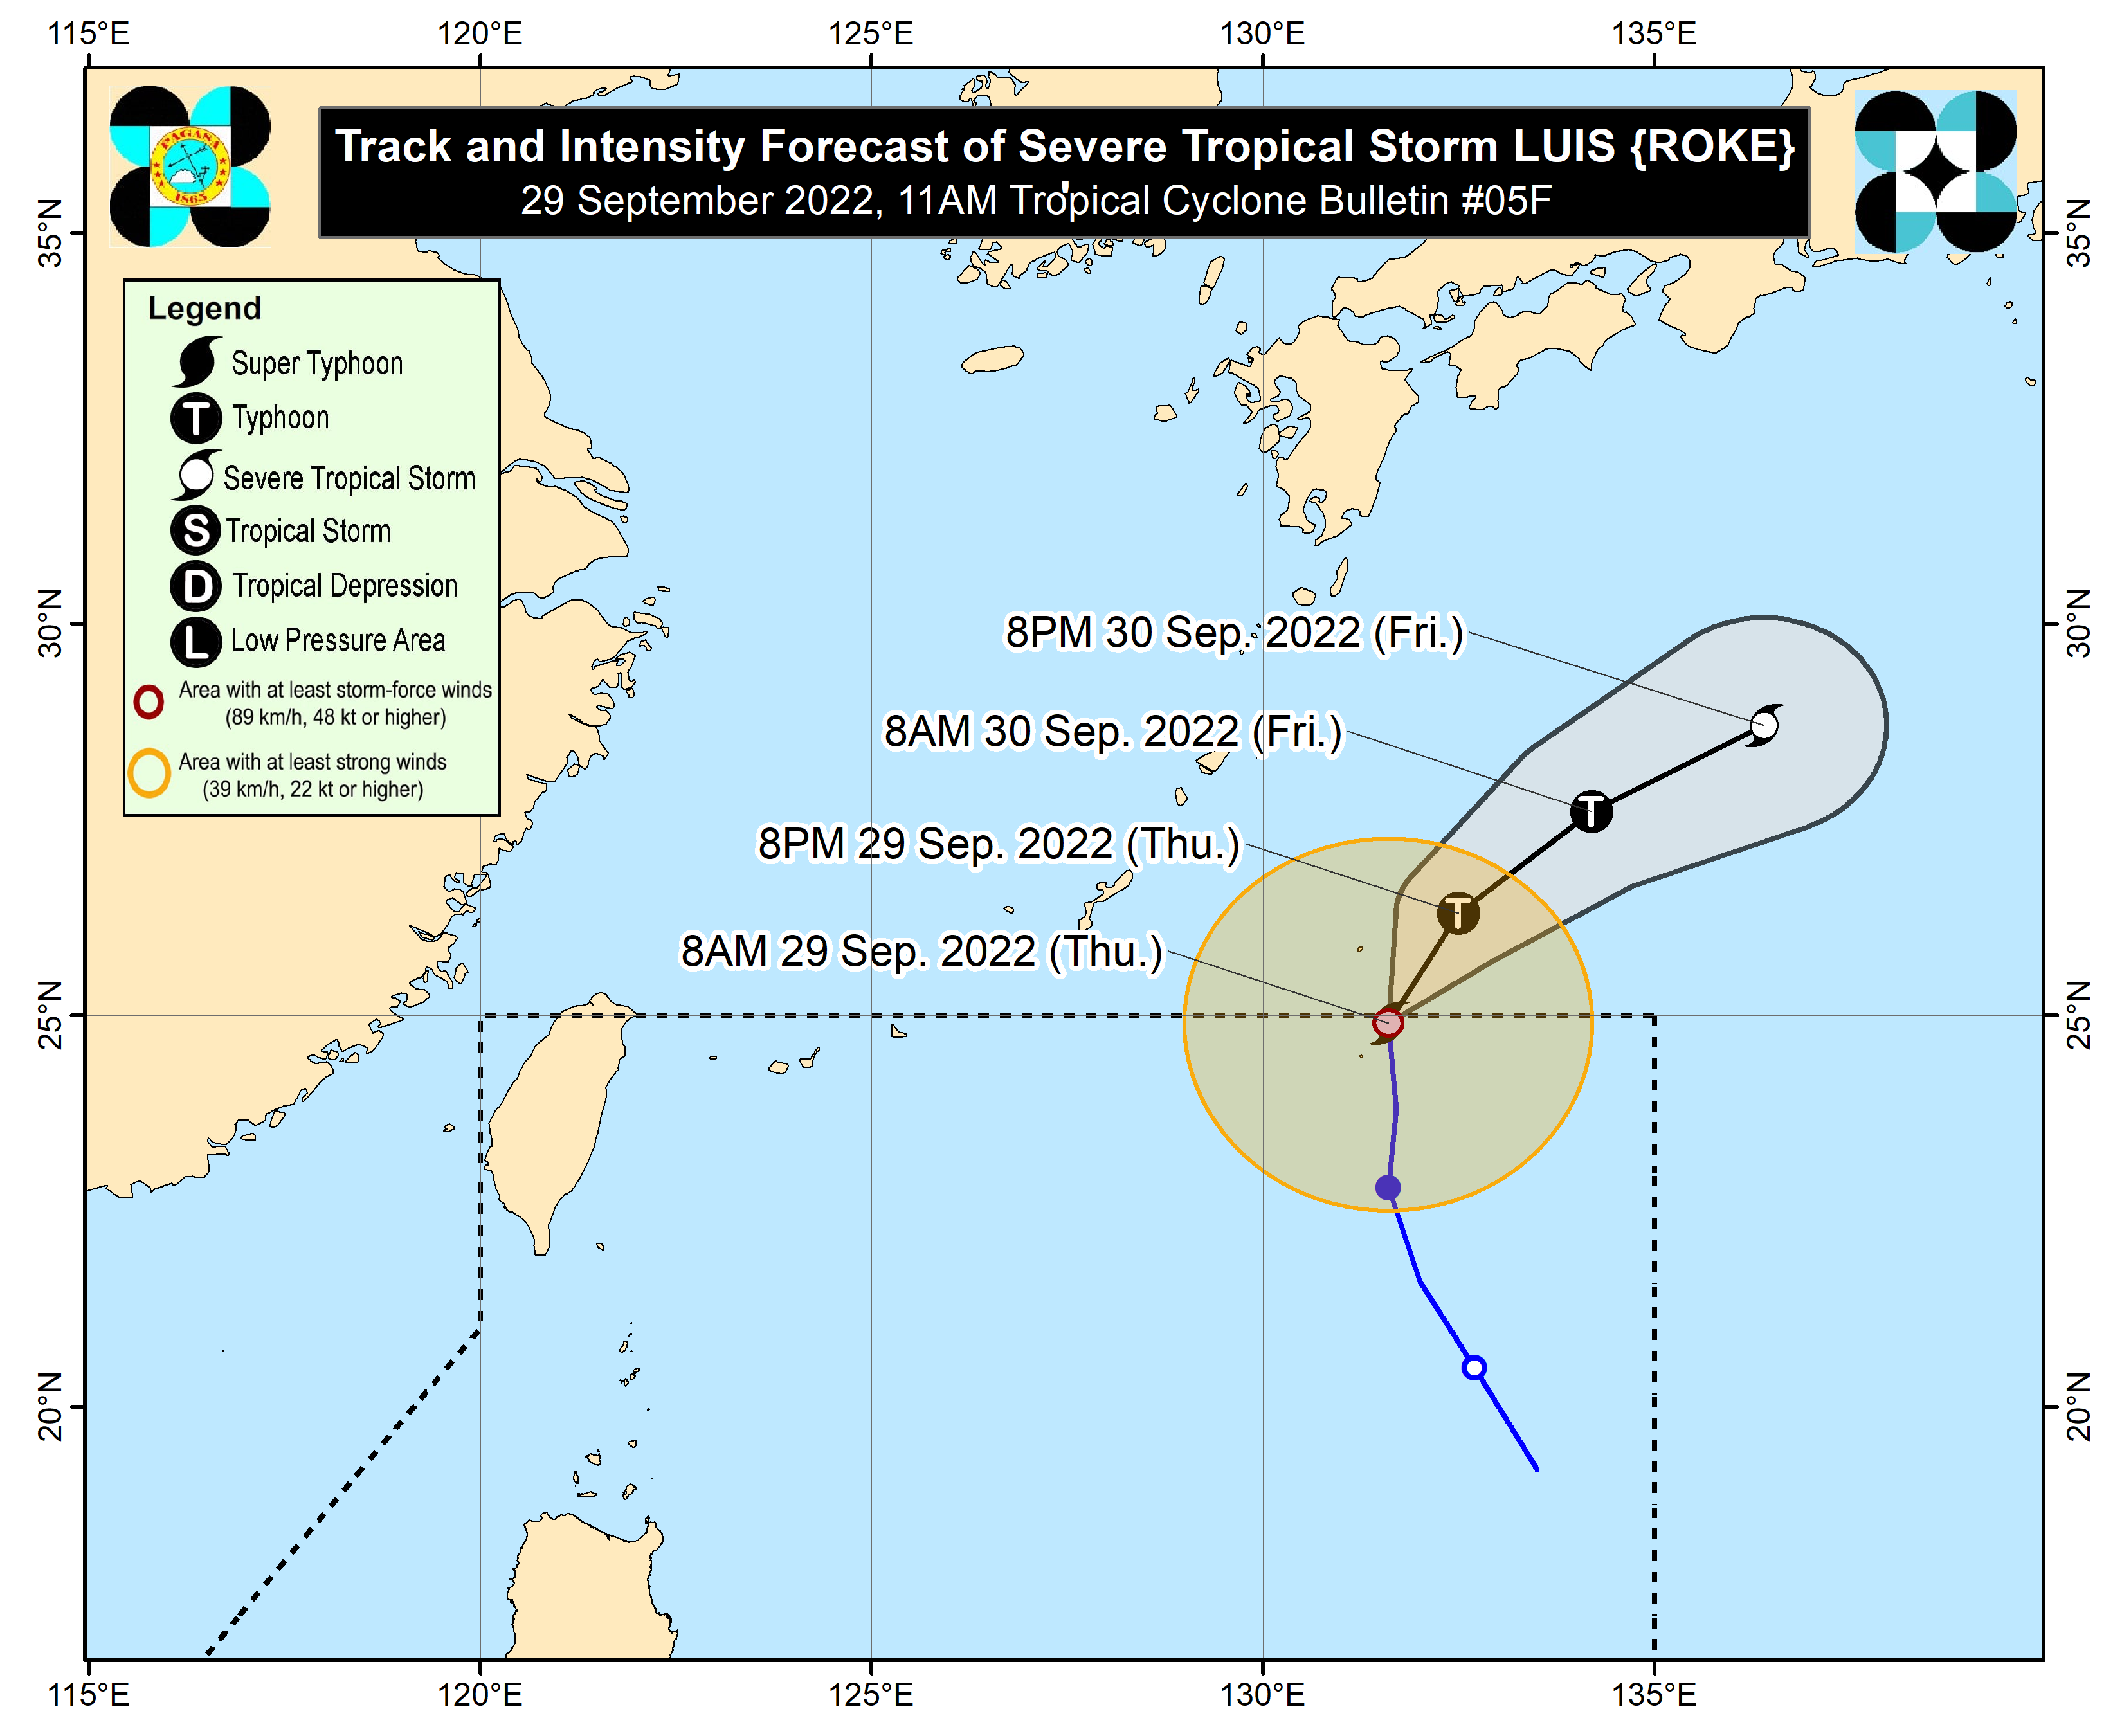 115°E 120°E 125°E 130°E 135°E
Track and Intensity Forecast of Severe Tropical Storm LUIS {ROKE}
29 September 2022, 11AM Tropical Cyclone Bulletin #05F
PAGASA
1865
35°N 35°N
Legend
Super Typhoon
T Typhoon
Severe Tropical Storm
S Tropical Storm
D Tropical Depression
L Low Pressure Area
Area with at least storm-force winds
(89 km/h, 48 kt or higher)
Area with at least strong winds
(39 km/h, 22 kt or higher)
30°N 30°N
8PM 30 Sep. 2022 (Fri.)
8AM 30 Sep. 2022 (Fri.)
T
8PM 29 Sep. 2022 (Thu.)
T
8AM 29 Sep. 2022 (Thu.)
25°N 25°N
20°N 20°N
115°E 120°E 125°E 130°E 135°E